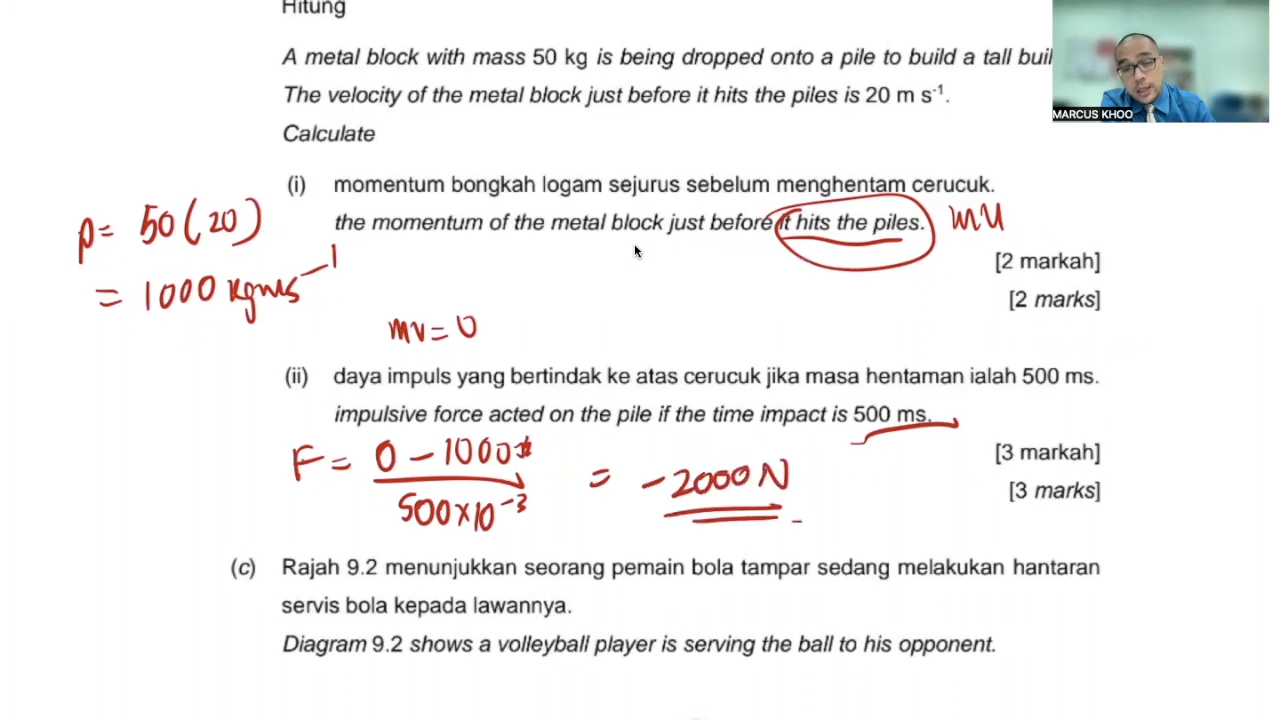 Hitung
A metal block with mass 50 kg is being dropped onto a pile to build a tall buil
The velocity of the metal block just before it hits the piles is 20 m s⁻¹.
MARCUS KHOO
Calculate
(i) momentum bongkah logam sejurus sebelum menghentam cerucuk.
the momentum of the metal block just before it hits the piles.
mu
p = 50(20)
= 1000 kgms⁻¹
[2 markah]
[2 marks]
mv = 0
(ii) daya impuls yang bertindak ke atas cerucuk jika masa hentaman ialah 500 ms.
impulsive force acted on the pile if the time impact is 500 ms.
F = 0 - 1000
500×10⁻³
= -2000 N
[3 markah]
[3 marks]
(c) Rajah 9.2 menunjukkan seorang pemain bola tampar sedang melakukan hantaran
servis bola kepada lawannya.
Diagram 9.2 shows a volleyball player is serving the ball to his opponent.